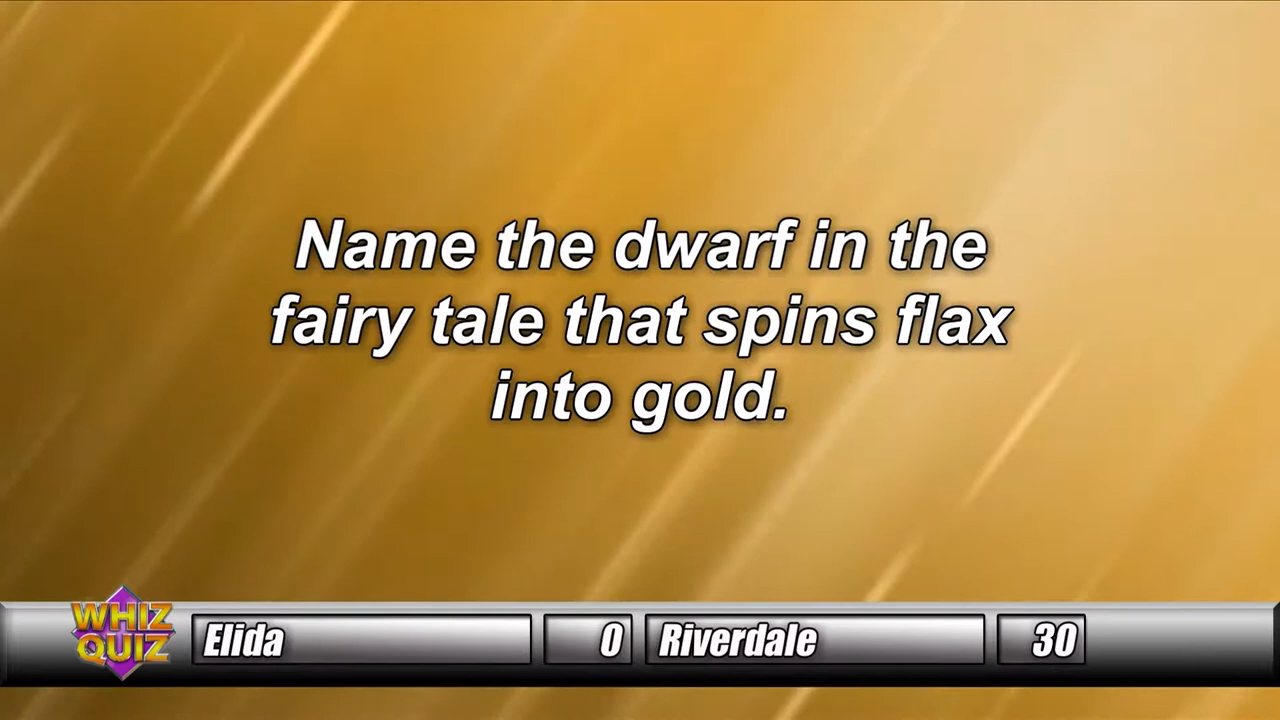 Name the dwarf in the
fairy tale that spins flax
into gold.
WHIZ
QUIZ
Elida
0
Riverdale
30